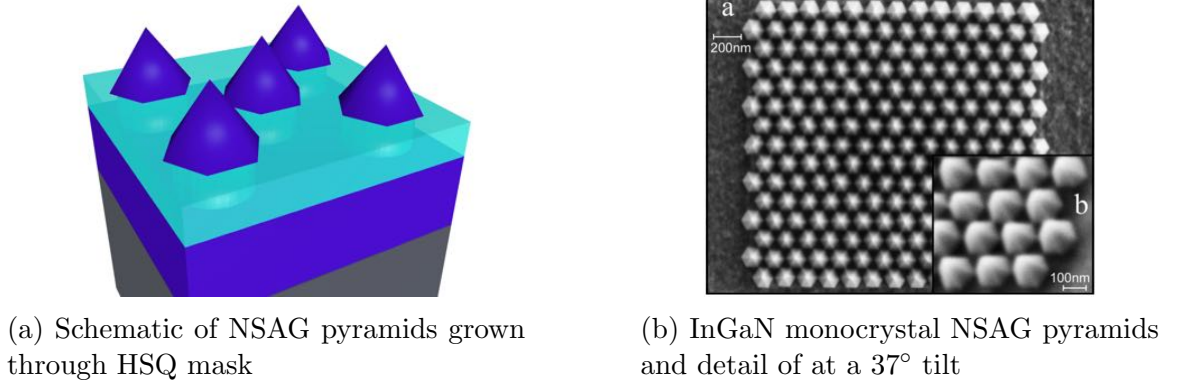 a
200nm
b
100nm
(a) Schematic of NSAG pyramids grown
through HSQ mask
(b) InGaN monocrystal NSAG pyramids
and detail of at a 37° tilt